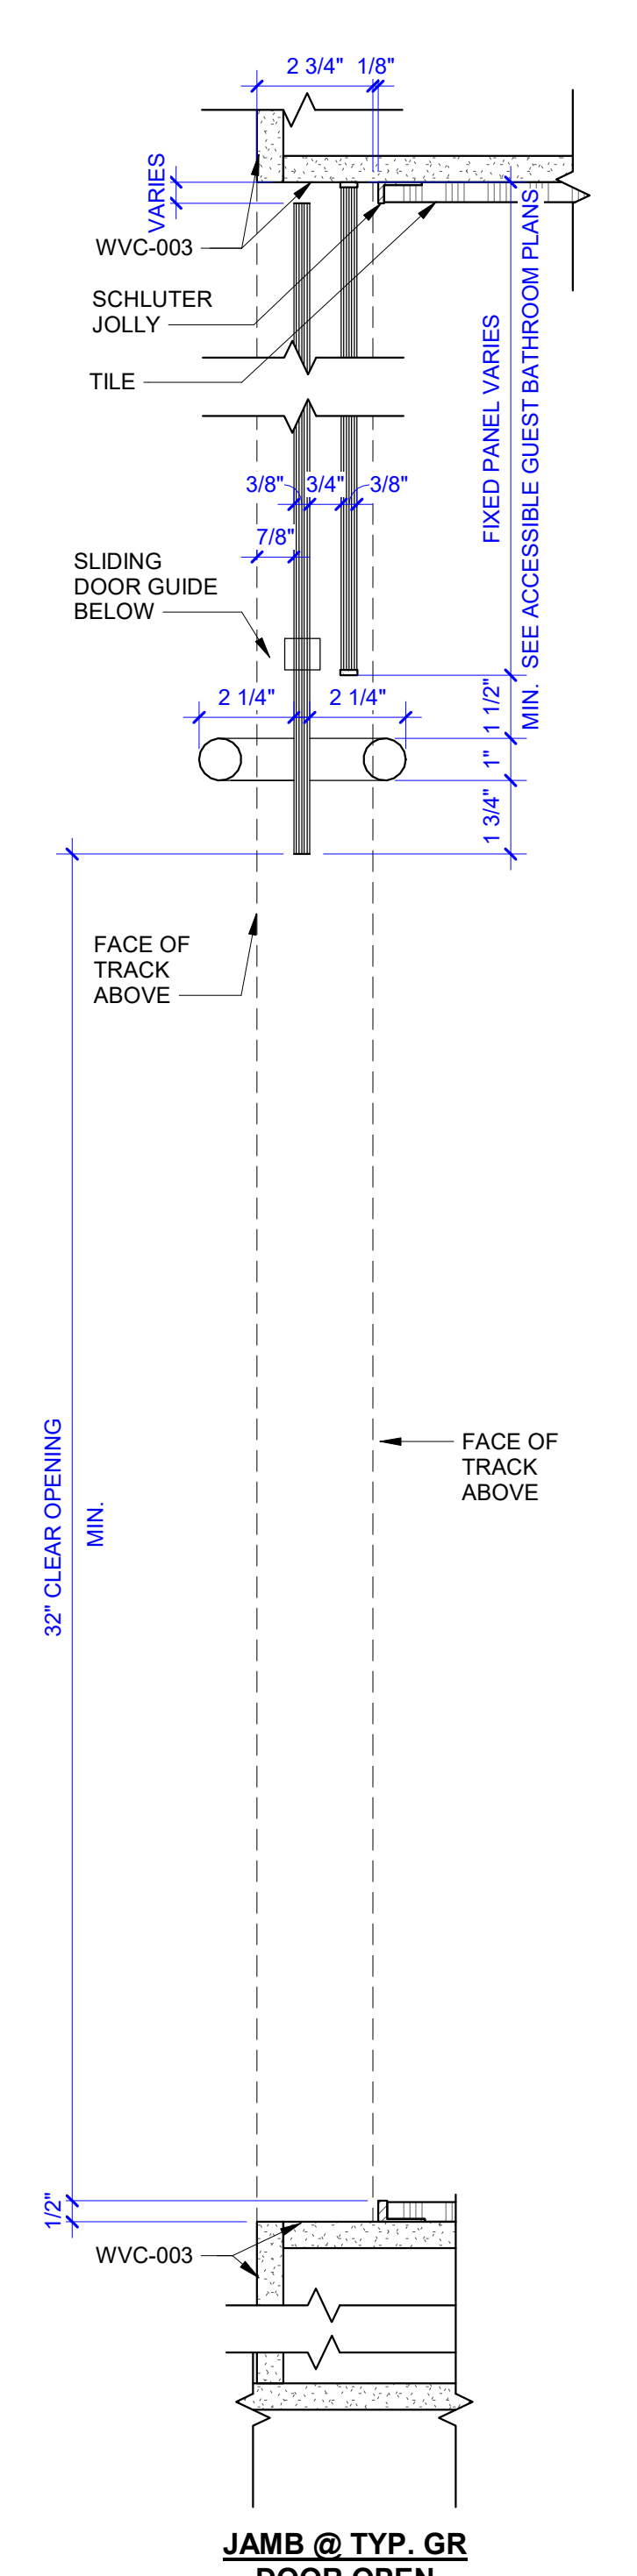 2 3/4" 1/8"
VARIES
WVC-003
SCHLUTER
JOLLY
TILE
FIXED PANEL VARIES
SEE ACCESSIBLE GUEST BATHROOM PLANS
3/8" 3/4" 3/8"
7/8"
SLIDING
DOOR GUIDE
BELOW
2 1/4" 2 1/4"
1 1/2"
MIN.
1"
1 3/4"
FACE OF
TRACK
ABOVE
32" CLEAR OPENING
MIN.
FACE OF
TRACK
ABOVE
1/2"
WVC-003
JAMB @ TYP. GR
DOOR OPEN